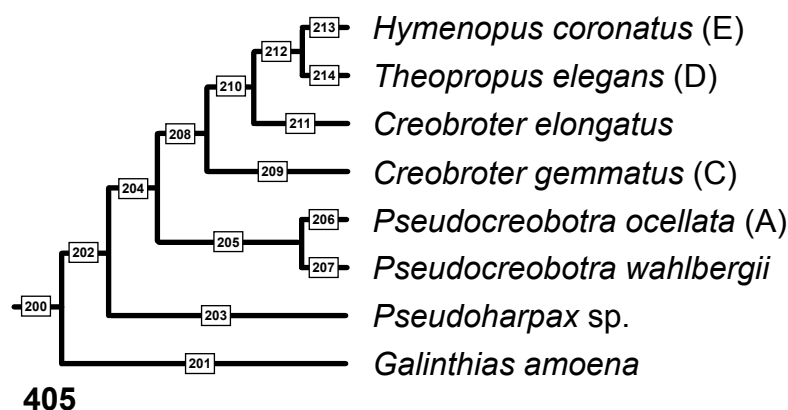 213 Hymenopus coronatus (E)
212
214 Theopropus elegans (D)
210
211 Creobroter elongatus
208
209 Creobroter gemmatus (C)
204
206 Pseudocreobotra ocellata (A)
205
202
207 Pseudocreobotra wahlbergii
200
203 Pseudoharpax sp.
201 Galinthias amoena
405